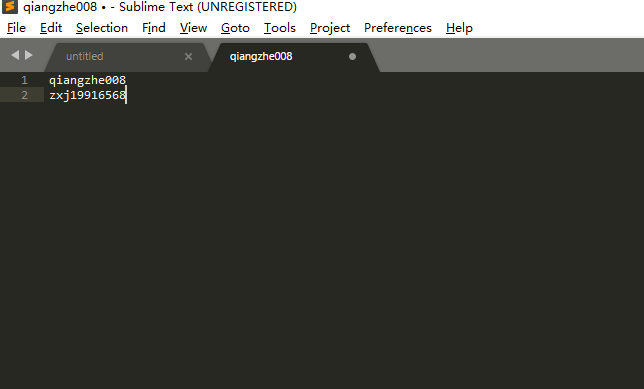 qiangzhe008 • - Sublime Text (UNREGISTERED)
File Edit Selection Find View Goto Tools Project Preferences Help
untitled qiangzhe008
1 qiangzhe008
2 zxj19916568